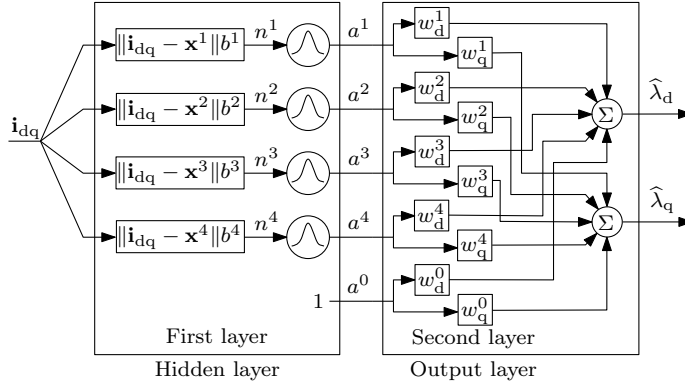 i_dq
‖i_dq − x^1‖b^1 n^1 a^1 w_d^1 w_q^1
‖i_dq − x^2‖b^2 n^2 a^2 w_d^2 w_q^2
‖i_dq − x^3‖b^3 n^3 a^3 w_d^3 w_q^3
‖i_dq − x^4‖b^4 n^4 a^4 w_d^4 w_q^4
1 a^0 w_d^0 w_q^0
Σ λ̂_d
Σ λ̂_q
First layer
Second layer
Hidden layer
Output layer